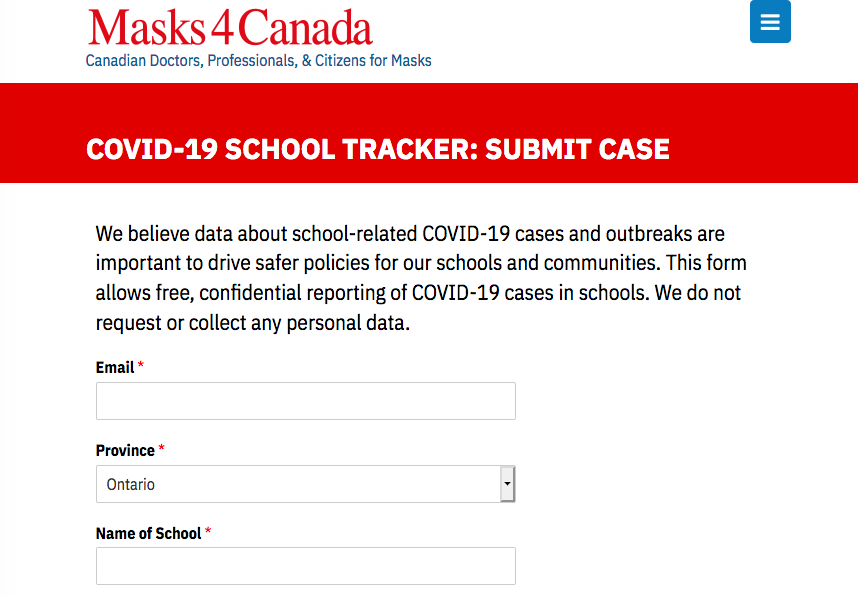 Masks4Canada
Canadian Doctors, Professionals, & Citizens for Masks
COVID-19 SCHOOL TRACKER: SUBMIT CASE
We believe data about school-related COVID-19 cases and outbreaks are
important to drive safer policies for our schools and communities. This form
allows free, confidential reporting of COVID-19 cases in schools. We do not
request or collect any personal data.
Email *
Province *
Ontario
Name of School *